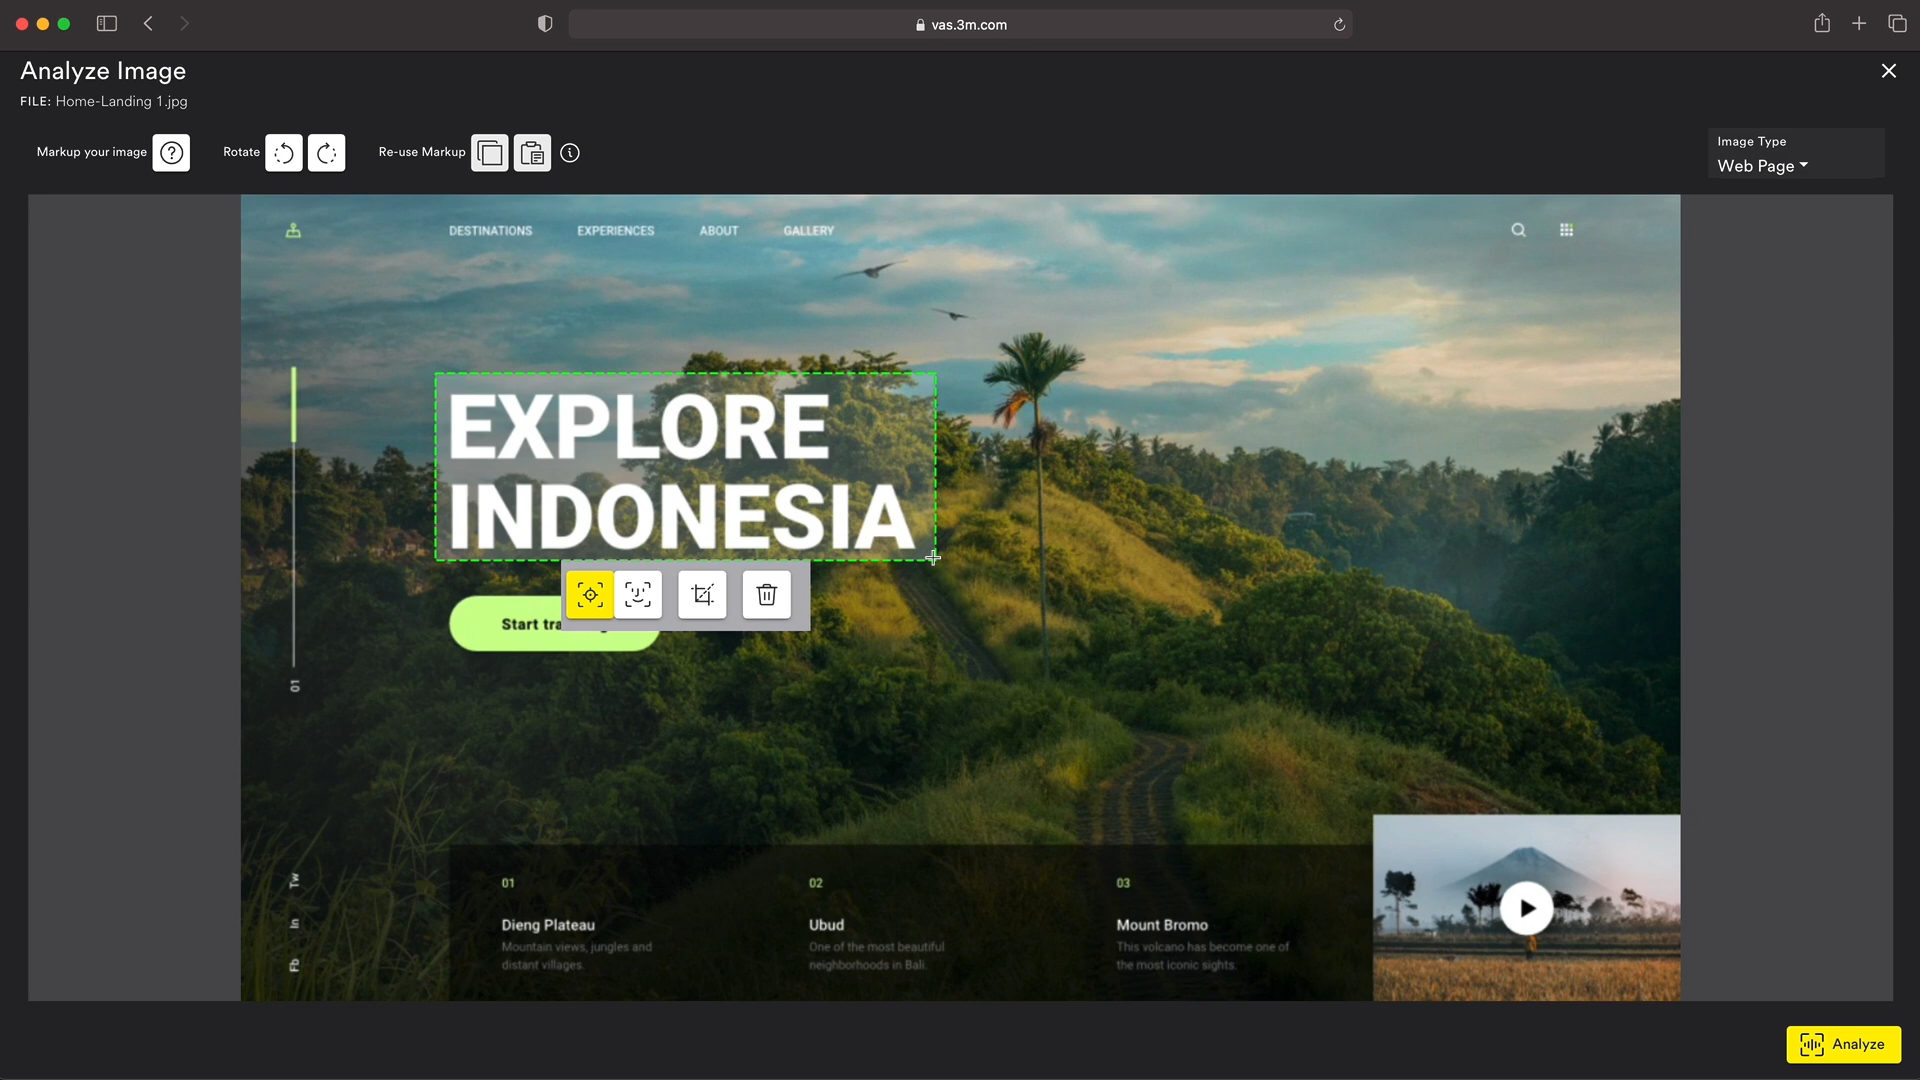 vas.3m.com
Analyze Image
FILE: Home-Landing 1.jpg
Markup your image
Rotate
Re-use Markup
Image Type
Web Page
DESTINATIONS EXPERIENCES ABOUT GALLERY
EXPLORE
INDONESIA
Start
01
Tw
In
Fb
01
Dieng Plateau
Mountain views, jungles and
distant villages.
02
Ubud
One of the most beautiful
neighborhoods in Bali.
03
Mount Bromo
This volcano has become one of
the most iconic sights.
Analyze